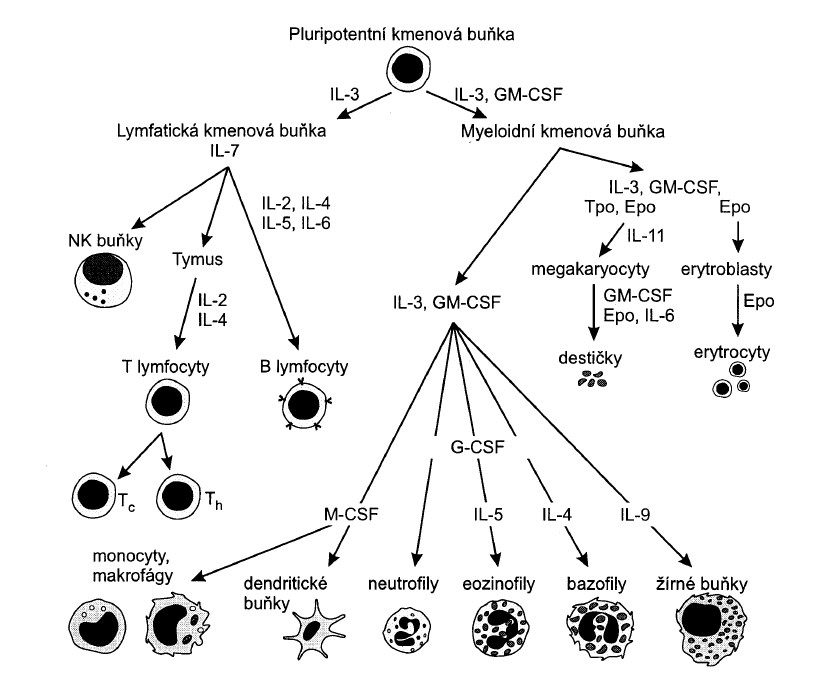 Pluripotentní kmenová buňka
IL-3
IL-3, GM-CSF
Lymfatická kmenová buňka
IL-7
Myeloidní kmenová buňka
IL-3, GM-CSF,
Tpo, Epo
Epo
IL-2, IL-4
IL-5, IL-6
NK buňky
Tymus
IL-11
megakaryocyty
erytroblasty
IL-2
IL-4
IL-3, GM-CSF
GM-CSF
Epo, IL-6
Epo
T lymfocyty
B lymfocyty
destičky
erytrocyty
G-CSF
Tc
Th
M-CSF
IL-5
IL-4
IL-9
monocyty,
makrofágy
dendritické
buňky
neutrofily
eozinofily
bazofily
žírné buňky